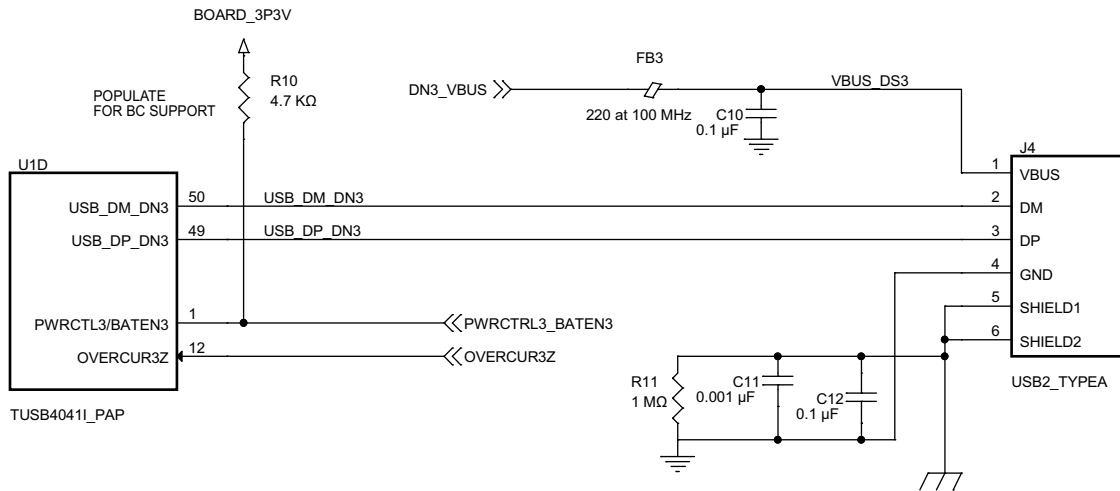 BOARD_3P3V
R10
4.7 KΩ
POPULATE
FOR BC SUPPORT
FB3
DN3_VBUS
220 at 100 MHz
VBUS_DS3
C10
0.1 µF
U1D
J4
USB_DM_DN3
50
USB_DM_DN3
USB_DP_DN3
49
USB_DP_DN3
PWRCTL3/BATEN3
1
PWRCTRL3_BATEN3
OVERCUR3Z
12
OVERCUR3Z
TUSB4041I_PAP
1
VBUS
2
DM
3
DP
4
GND
5
SHIELD1
6
SHIELD2
USB2_TYPEA
R11
1 MΩ
C11
0.001 µF
C12
0.1 µF